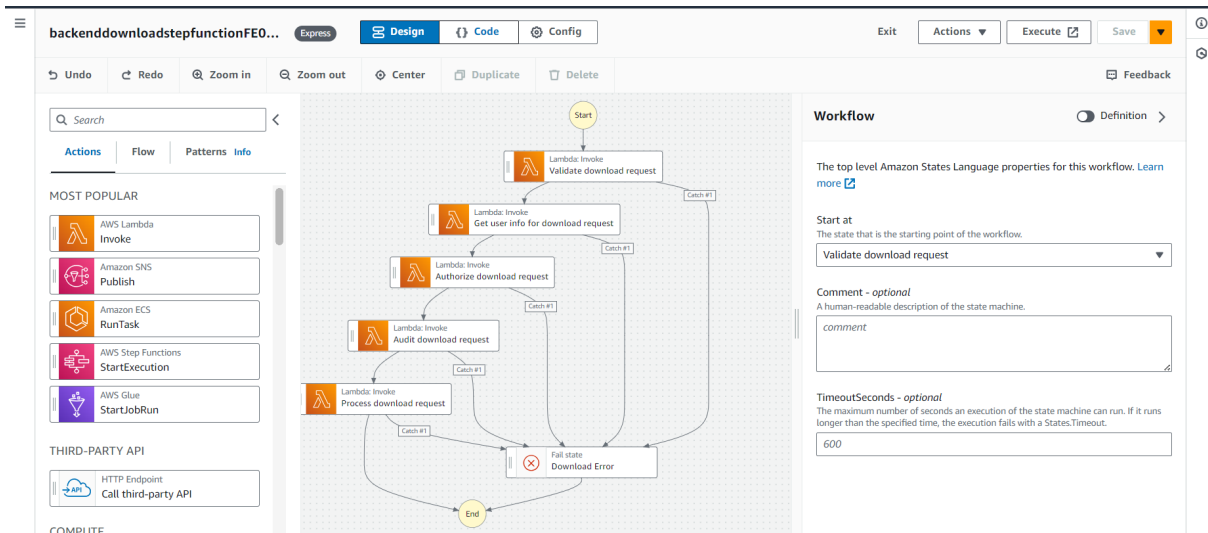 backenddownloadstepfunctionFE0...
Express
Design
{} Code
Config
Exit
Actions
Execute
Save
Undo
Redo
Zoom in
Zoom out
Center
Duplicate
Delete
Feedback
Search
Actions
Flow
Patterns Info
MOST POPULAR
AWS Lambda
Invoke
Amazon SNS
Publish
Amazon ECS
RunTask
AWS Step Functions
StartExecution
AWS Glue
StartJobRun
THIRD-PARTY API
API
HTTP Endpoint
Call third-party API
COMPUTE
Start
Lambda: Invoke
Validate download request
Catch #1
Lambda: Invoke
Get user info for download request
Catch #1
Lambda: Invoke
Authorize download request
Catch #1
Lambda: Invoke
Audit download request
Catch #1
Lambda: Invoke
Process download request
Catch #1
Fail state
Download Error
End
Workflow
Definition
The top level Amazon States Language properties for this workflow. Learn
more
Start at
The state that is the starting point of the workflow.
Validate download request
Comment - optional
A human-readable description of the state machine.
comment
TimeoutSeconds - optional
The maximum number of seconds an execution of the state machine can run. If it runs
longer than the specified time, the execution fails with a States.Timeout.
600